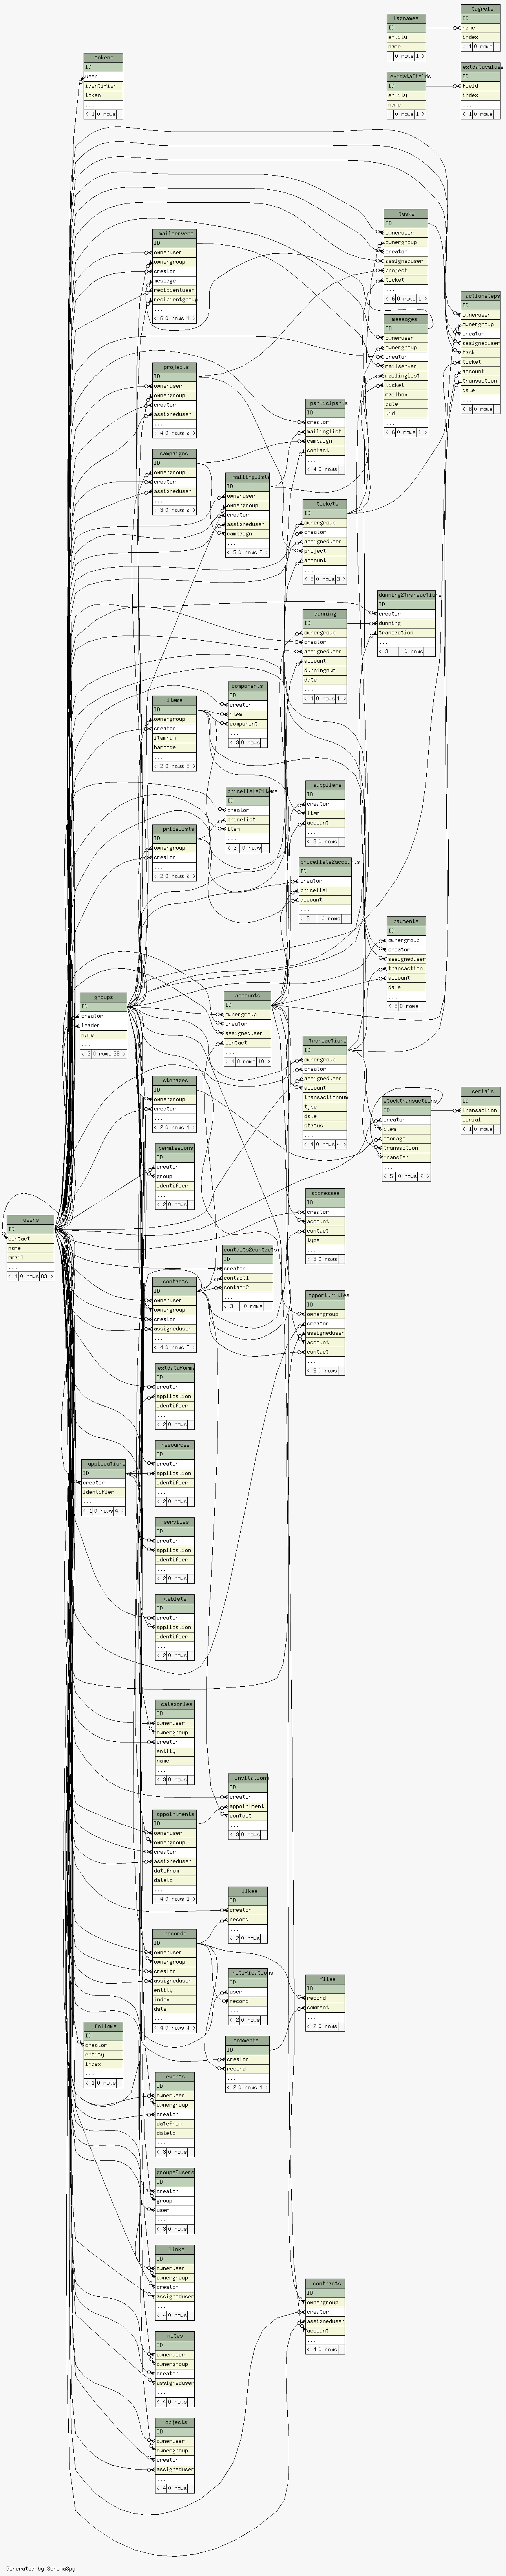 tagnames
ID
entity
name
0 rows 1 >
tagrels
ID
name
index
< 1 0 rows
extdatafields
ID
entity
name
0 rows 1 >
extdatavalues
ID
field
index
...
< 1 0 rows
tokens
ID
user
identifier
token
...
< 1 0 rows
tasks
ID
owneruser
ownergroup
creator
assigneduser
project
ticket
...
< 6 0 rows 1 >
mailservers
ID
owneruser
ownergroup
creator
message
recipientuser
recipientgroup
...
< 6 0 rows 1 >
actionsteps
ID
owneruser
ownergroup
creator
assigneduser
task
ticket
account
transaction
date
...
< 8 0 rows
messages
ID
owneruser
ownergroup
creator
mailserver
mailinglist
ticket
mailbox
date
uid
...
< 6 0 rows 1 >
projects
ID
owneruser
ownergroup
creator
assigneduser
...
< 4 0 rows 2 >
participants
ID
creator
mailinglist
campaign
contact
...
< 4 0 rows
campaigns
ID
ownergroup
creator
assigneduser
...
< 3 0 rows 2 >
mailinglists
ID
owneruser
ownergroup
creator
assigneduser
campaign
...
< 5 0 rows 2 >
tickets
ID
ownergroup
creator
assigneduser
project
account
...
< 5 0 rows 3 >
dunning2transactions
ID
creator
dunning
transaction
...
< 3 0 rows
dunning
ID
ownergroup
creator
assigneduser
account
dunningnum
date
...
< 4 0 rows 1 >
components
ID
creator
item
component
...
< 3 0 rows
items
ID
ownergroup
creator
itemnum
barcode
...
< 2 0 rows 5 >
suppliers
ID
creator
item
account
...
< 3 0 rows
pricelists2items
ID
creator
pricelist
item
...
< 3 0 rows
pricelists
ID
ownergroup
creator
...
< 2 0 rows 2 >
pricelists2accounts
ID
creator
pricelist
account
...
< 3 0 rows
payments
ID
ownergroup
creator
assigneduser
transaction
account
date
...
< 5 0 rows
groups
ID
creator
leader
name
...
< 2 0 rows 28 >
accounts
ID
ownergroup
creator
assigneduser
contact
...
< 4 0 rows 10 >
transactions
ID
ownergroup
creator
assigneduser
account
transactionnum
type
date
status
...
< 4 0 rows 4 >
storages
ID
ownergroup
creator
...
< 2 0 rows 1 >
stocktransactions
ID
creator
item
storage
transaction
transfer
...
< 5 0 rows 2 >
serials
ID
transaction
serial
< 1 0 rows
permissions
ID
creator
group
identifier
...
< 2 0 rows
addresses
ID
creator
account
contact
type
...
< 3 0 rows
users
ID
contact
name
email
...
< 1 0 rows 83 >
contacts2contacts
ID
creator
contact1
contact2
...
< 3 0 rows
contacts
ID
owneruser
ownergroup
creator
assigneduser
...
< 4 0 rows 8 >
opportunities
ID
ownergroup
creator
assigneduser
account
contact
...
< 5 0 rows
extdataforms
ID
creator
application
identifier
...
< 2 0 rows
resources
ID
creator
application
identifier
...
< 2 0 rows
applications
ID
creator
identifier
...
< 1 0 rows 4 >
services
ID
creator
application
identifier
...
< 2 0 rows
weblets
ID
creator
application
identifier
...
< 2 0 rows
categories
ID
owneruser
ownergroup
creator
entity
name
...
< 3 0 rows
invitations
ID
creator
appointment
contact
...
< 3 0 rows
appointments
ID
owneruser
ownergroup
creator
assigneduser
datefrom
dateto
...
< 4 0 rows 1 >
likes
ID
creator
record
...
< 2 0 rows
records
ID
owneruser
ownergroup
creator
assigneduser
entity
index
date
...
< 4 0 rows 4 >
notifications
ID
user
record
...
< 2 0 rows
files
ID
record
comment
...
< 2 0 rows
follows
ID
creator
entity
index
...
< 1 0 rows
comments
ID
creator
record
...
< 2 0 rows 1 >
events
ID
owneruser
ownergroup
creator
datefrom
dateto
...
< 3 0 rows
groups2users
ID
creator
group
user
...
< 3 0 rows
links
ID
owneruser
ownergroup
creator
assigneduser
...
< 4 0 rows
contracts
ID
ownergroup
creator
assigneduser
account
...
< 4 0 rows
notes
ID
owneruser
ownergroup
creator
assigneduser
...
< 4 0 rows
objects
ID
owneruser
ownergroup
creator
assigneduser
...
< 4 0 rows
Generated by SchemaSpy